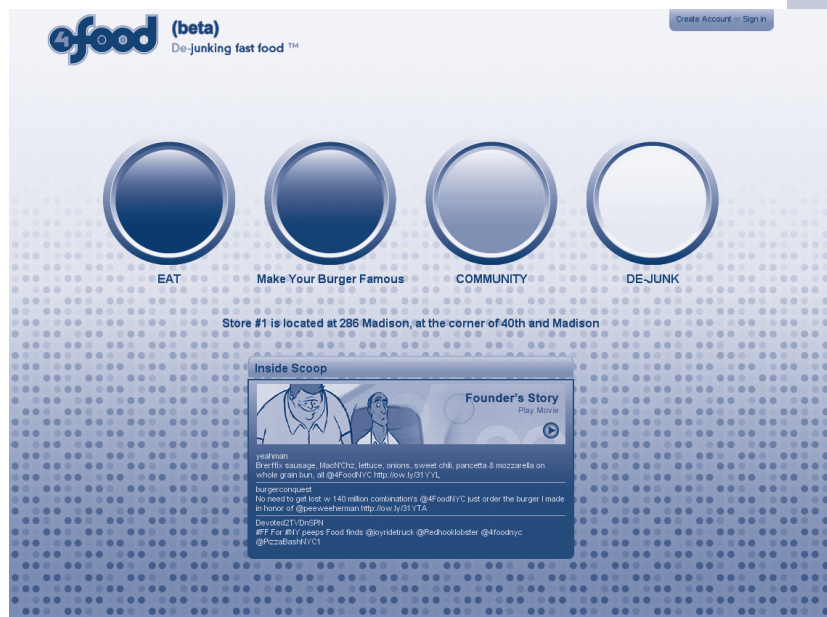 4food
(beta)
De-junking fast food ™
Create Account or Sign in
EAT
Make Your Burger Famous
COMMUNITY
DE-JUNK
Store #1 is located at 286 Madison, at the corner of 40th and Madison
Inside Scoop
Founder's Story
Play Movie
yeahman
Brerffix sausage, MacN'Chz, lettuce, onions, sweet chili, pancetta & mozzarella on
whole grain bun, all @4FoodNYC http://ow.ly/31YYL
burgerconquest
No need to get lost w 140 million combination's @4FoodNYC just order the burger I made
in honor of @peeweeherman http://ow.ly/31YTA
Devoted2TVDnSPN
#FF For #NY peeps Food finds @joyridetruck @Redhooklobster @4foodnyc
@PizzaBashNYC1